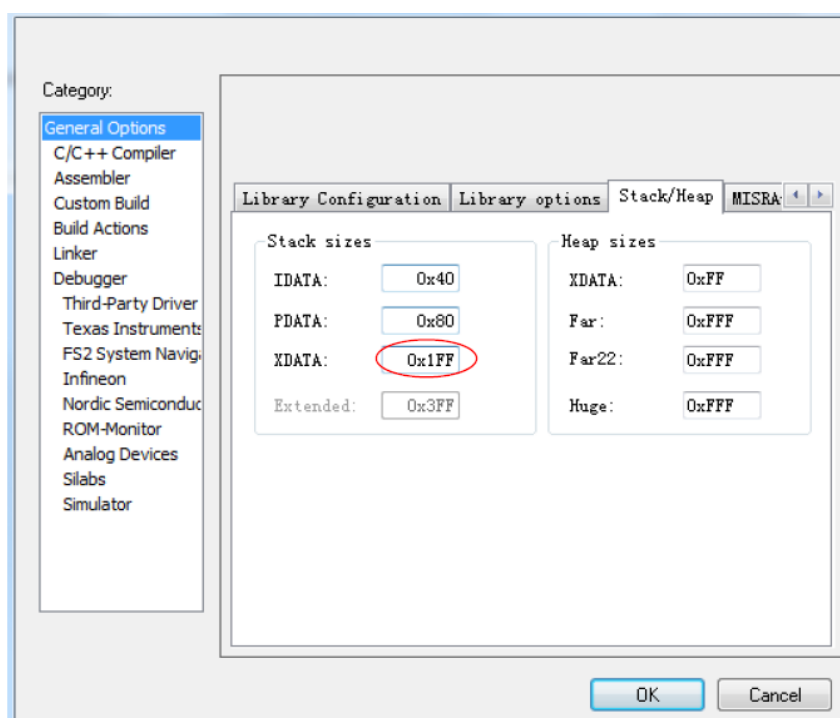 Category:
General Options
C/C++ Compiler
Assembler
Custom Build
Build Actions
Linker
Debugger
Third-Party Driver
Texas Instruments
FS2 System Naviga
Infineon
Nordic Semiconduc
ROM-Monitor
Analog Devices
Silabs
Simulator
Library Configuration Library options Stack/Heap MISRA-
Stack sizes
IDATA: 0x40
PDATA: 0x80
XDATA: 0x1FF
Extended: 0x3FF
Heap sizes
XDATA: 0xFF
Far: 0xFFF
Far22: 0xFFF
Huge: 0xFFF
OK Cancel